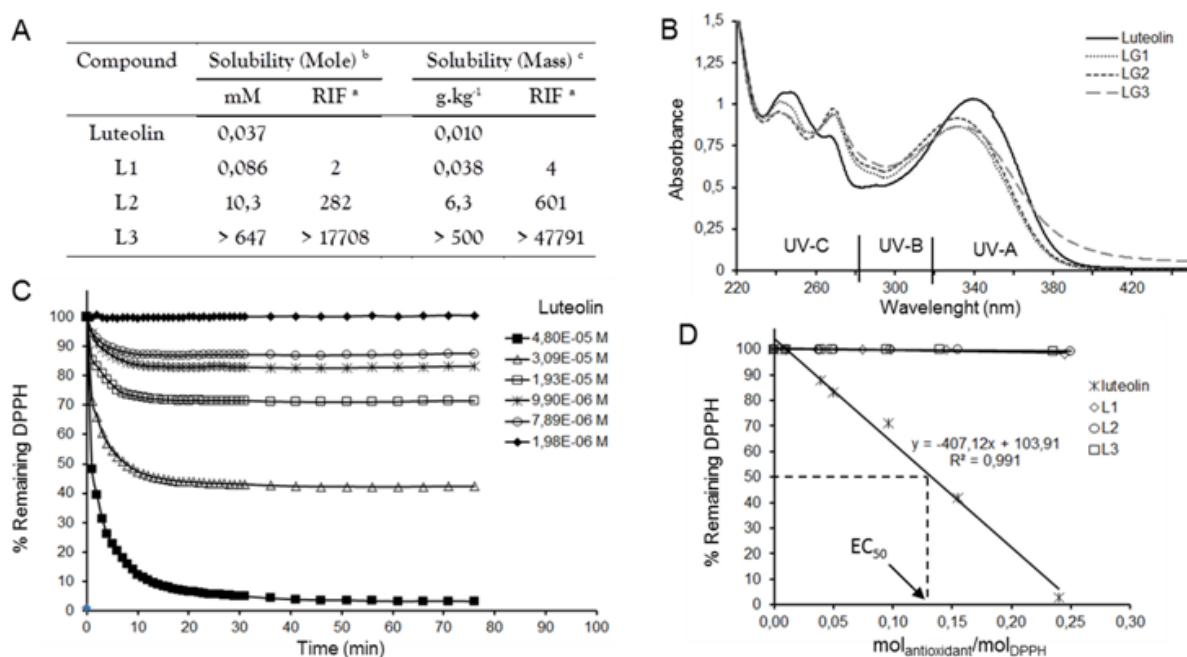 A
Compound Solubility (Mole) ᵇ Solubility (Mass) ᶜ
mM RIF ᵃ g.kg⁻¹ RIF ᵃ
Luteolin 0,037 0,010
L1 0,086 2 0,038 4
L2 10,3 282 6,3 601
L3 > 647 > 17708 > 500 > 47791
B
Absorbance
1,5
1,25
1
0,75
0,5
0,25
0
Luteolin
LG1
LG2
LG3
UV-C UV-B UV-A
220 260 300 340 380 420
Wavelenght (nm)
C
% Remaining DPPH
100
90
80
70
60
50
40
30
20
10
0
Luteolin
4,80E-05 M
3,09E-05 M
1,93E-05 M
9,90E-06 M
7,89E-06 M
1,98E-06 M
0 10 20 30 40 50 60 70 80 90 100
Time (min)
D
% Remaining DPPH
100
90
80
70
60
50
40
30
20
10
0
luteolin
L1
L2
L3
y = -407,12x + 103,91
R² = 0,991
EC₅₀
0,00 0,05 0,10 0,15 0,20 0,25 0,30
mol antioxidant/mol DPPH